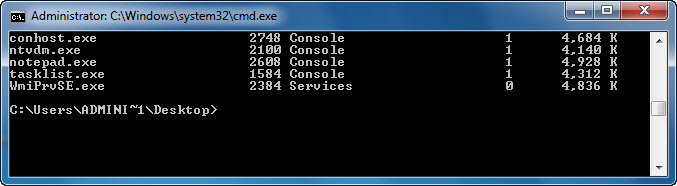 Administrator: C:\Windows\system32\cmd.exe
conhost.exe 2748 Console 1 4,684 K
ntvdm.exe 2100 Console 1 4,140 K
notepad.exe 2608 Console 1 4,928 K
tasklist.exe 1584 Console 1 4,312 K
WmiPrvSE.exe 2384 Services 0 4,836 K
C:\Users\ADMINI~1\Desktop>